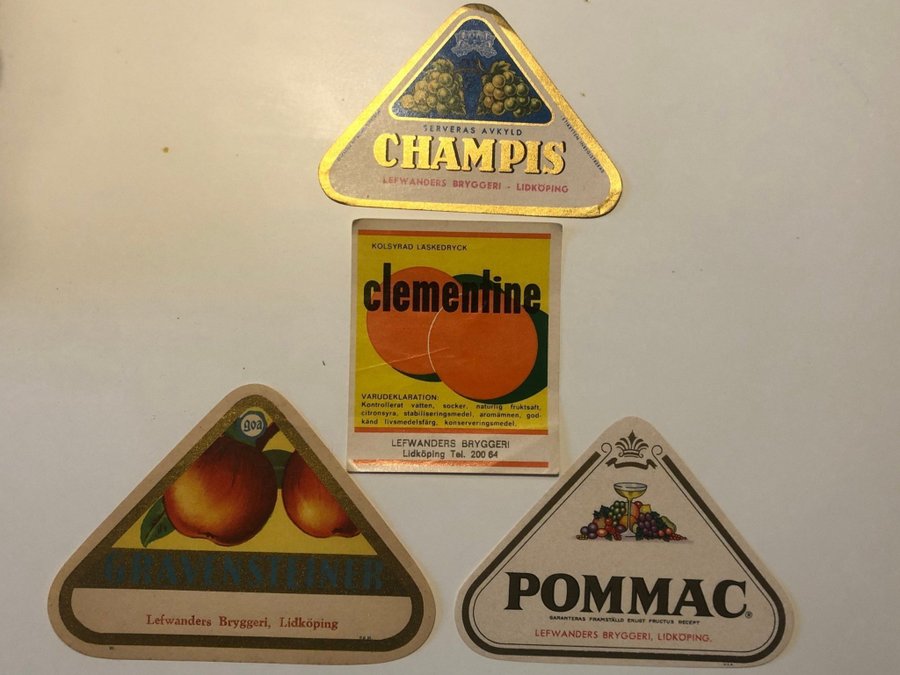 SERVERAS AVKYLD
CHAMPIS
LEFWANDERS BRYGGERI - LIDKÖPING
KOLSYRAD LÄSKEDRYCK
clementine
VARUDEKLARATION:
Kontrollerat vatten, socker, naturlig fruktsaft,
citronsyra, stabiliseringsmedel, aromämnen, god-
känd livsmedelsfärg, konserveringsmedel.
LEFWANDERS BRYGGERI
Lidköping Tel. 200 64
goa
GRAVENSTEINER
Lefwanders Bryggeri, Lidköping
POMMAC®
GARANTERAS FRAMSTÄLLD ENLIGT FRUCTUS RECEPT
LEFWANDERS BRYGGERI, LIDKÖPING.